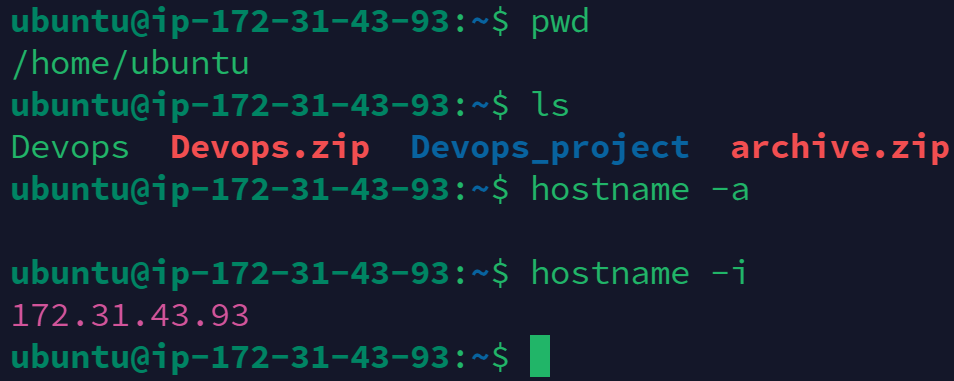 ubuntu@ip-172-31-43-93:~$ pwd
/home/ubuntu
ubuntu@ip-172-31-43-93:~$ ls
Devops  Devops.zip  Devops_project  archive.zip
ubuntu@ip-172-31-43-93:~$ hostname -a
ubuntu@ip-172-31-43-93:~$ hostname -i
172.31.43.93
ubuntu@ip-172-31-43-93:~$